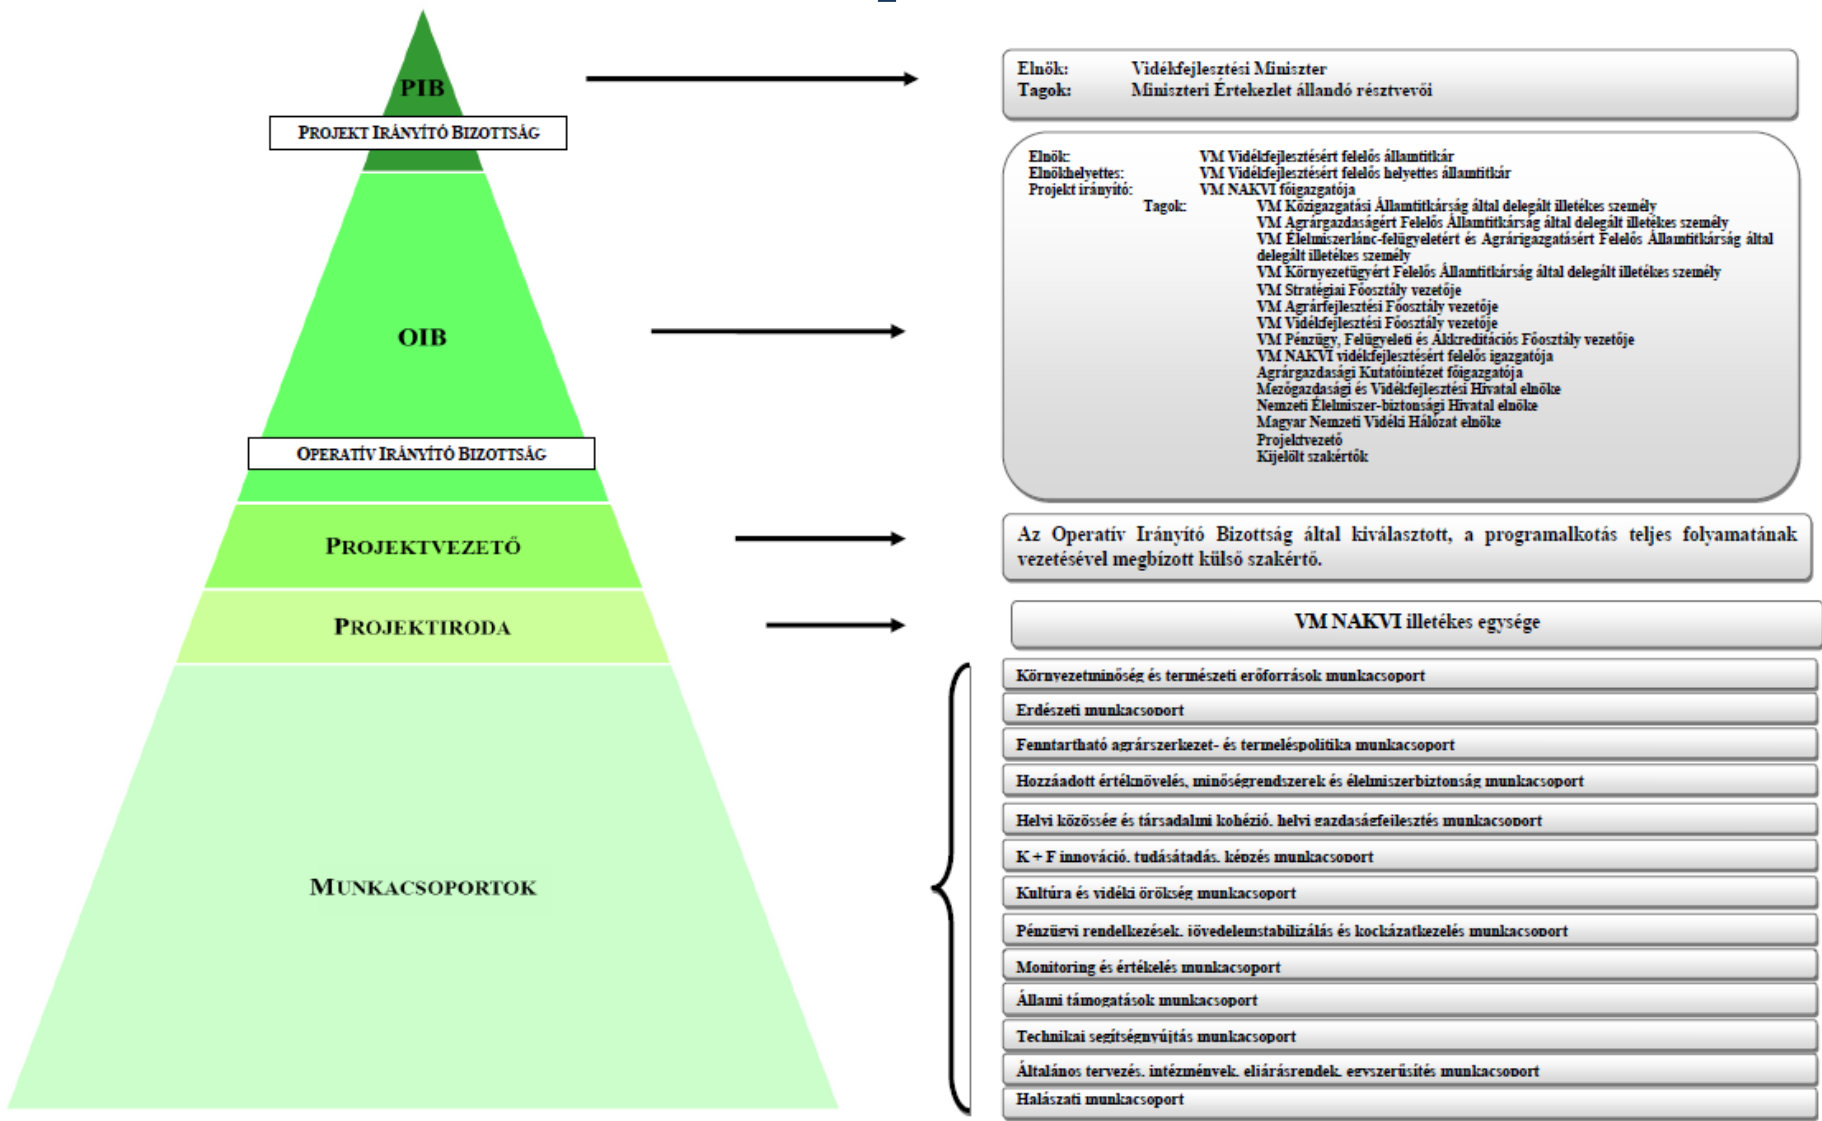 PIB
PROJEKT IRÁNYÍTÓ BIZOTTSÁG
OIB
OPERATÍV IRÁNYÍTÓ BIZOTTSÁG
PROJEKTVEZETŐ
PROJEKTIRODA
MUNKACSOPORTOK
Elnök: Vidékfejlesztési Miniszter
Tagok: Miniszteri Értekezlet állandó résztvevői
Elnök: VM Vidékfejlesztésért felelős államtitkár
Elnökhelyettes: VM Vidékfejlesztésért felelős helyettes államtitkár
Projekt irányító: VM NAKVI főigazgatója
Tagok: VM Közigazgatási Államtitkárság által delegált illetékes személy
VM Agrárgazdaságért Felelős Államtitkárság által delegált illetékes személy
VM Élelmiszerlánc-felügyeletért és Agrárigazgatásért Felelős Államtitkárság által
delegált illetékes személy
VM Környezetügyért Felelős Államtitkárság által delegált illetékes személy
VM Stratégiai Főosztály vezetője
VM Agrárfejlesztési Főosztály vezetője
VM Vidékfejlesztési Főosztály vezetője
VM Pénzügy, Felügyeleti és Akkreditációs Főosztály vezetője
VM NAKVI vidékfejlesztésért felelős igazgatója
Agrárgazdasági Kutatóintézet főigazgatója
Mezőgazdasági és Vidékfejlesztési Hivatal elnöke
Nemzeti Élelmiszer-biztonsági Hivatal elnöke
Magyar Nemzeti Vidéki Hálózat elnöke
Projektvezető
Kijelölt szakértők
Az Operatív Irányító Bizottság által kiválasztott, a programalkotás teljes folyamatának
vezetésével megbízott külső szakértő.
VM NAKVI illetékes egysége
Környezetminőség és természeti erőforrások munkacsoport
Erdészeti munkacsoport
Fenntartható agrárszerkezet- és termeléspolitika munkacsoport
Hozzáadott értéknövelés, minőségrendszerek és élelmiszerbiztonság munkacsoport
Helyi közösség és társadalmi kohézió, helyi gazdaságfejlesztés munkacsoport
K + F innováció, tudásátadás, képzés munkacsoport
Kultúra és vidéki örökség munkacsoport
Pénzügyi rendelkezések, jövedelemstabilizálás és kockázatkezelés munkacsoport
Monitoring és értékelés munkacsoport
Állami támogatások munkacsoport
Technikai segítségnyújtás munkacsoport
Általános tervezés, intézmények, eljárásrendek, egyszerűsítés munkacsoport
Halászati munkacsoport